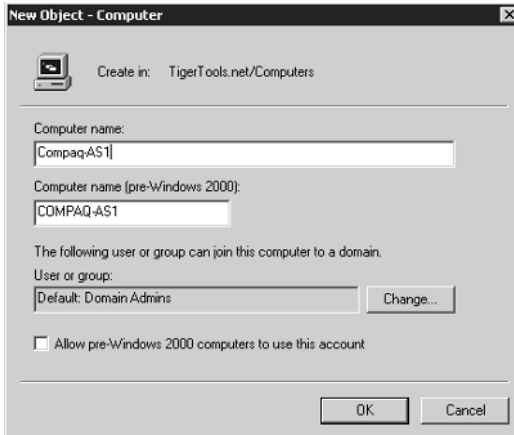 New Object - Computer
Create in: TigerTools.net/Computers
Computer name:
Compaq-AS1
Computer name (pre-Windows 2000):
COMPAQ-AS1
The following user or group can join this computer to a domain.
User or group:
Default: Domain Admins
Change...
Allow pre-Windows 2000 computers to use this account
OK Cancel